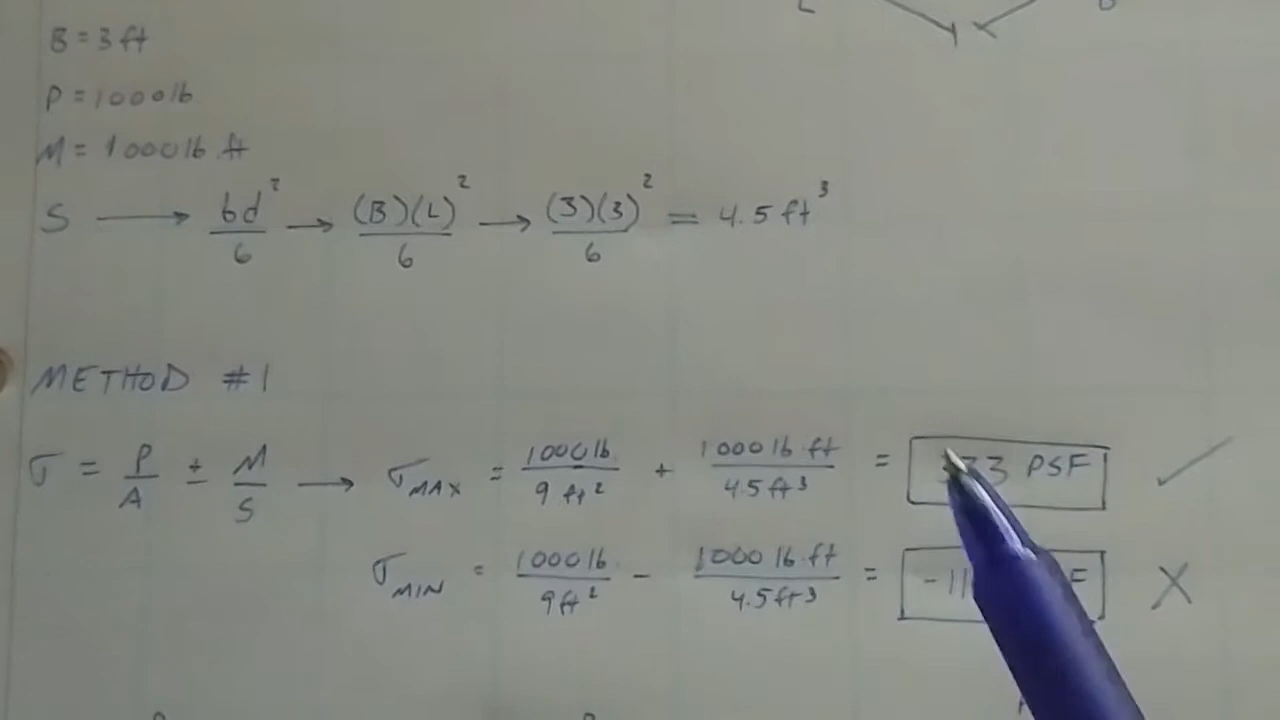 L B
B = 3 ft
P = 1000 lb
M = 1000 lb ft
S → bd²/6 → (B)(L)²/6 → (3)(3)²/6 = 4.5 ft³
METHOD #1
σ = P/A ± M/S → σMAX = 1000 lb/9 ft² + 1000 lb ft/4.5 ft³ = 33 PSF ✓
σMIN = 1000 lb/9 ft² - 1000 lb ft/4.5 ft³ = -11 F X